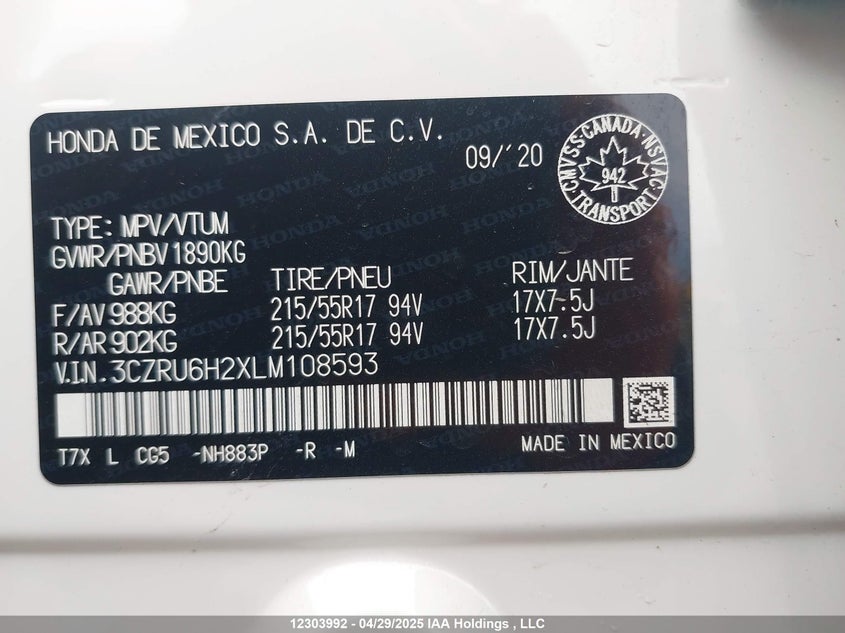 HONDA DE MEXICO S.A. DE C.V.
09/'20
CMVSS·CANADA·NSVAC
942
TRANSPORT
TYPE: MPV/VTUM
GVWR/PNBV 1890KG
GAWR/PNBE TIRE/PNEU RIM/JANTE
F/AV 988KG 215/55R17 94V 17X7.5J
R/AR 902KG 215/55R17 94V 17X7.5J
V.I.N. 3CZRU6H2XLM108593
T7X L CG5 -NH883P -R -M MADE IN MEXICO
12303992 - 04/29/2025 IAA Holdings , LLC